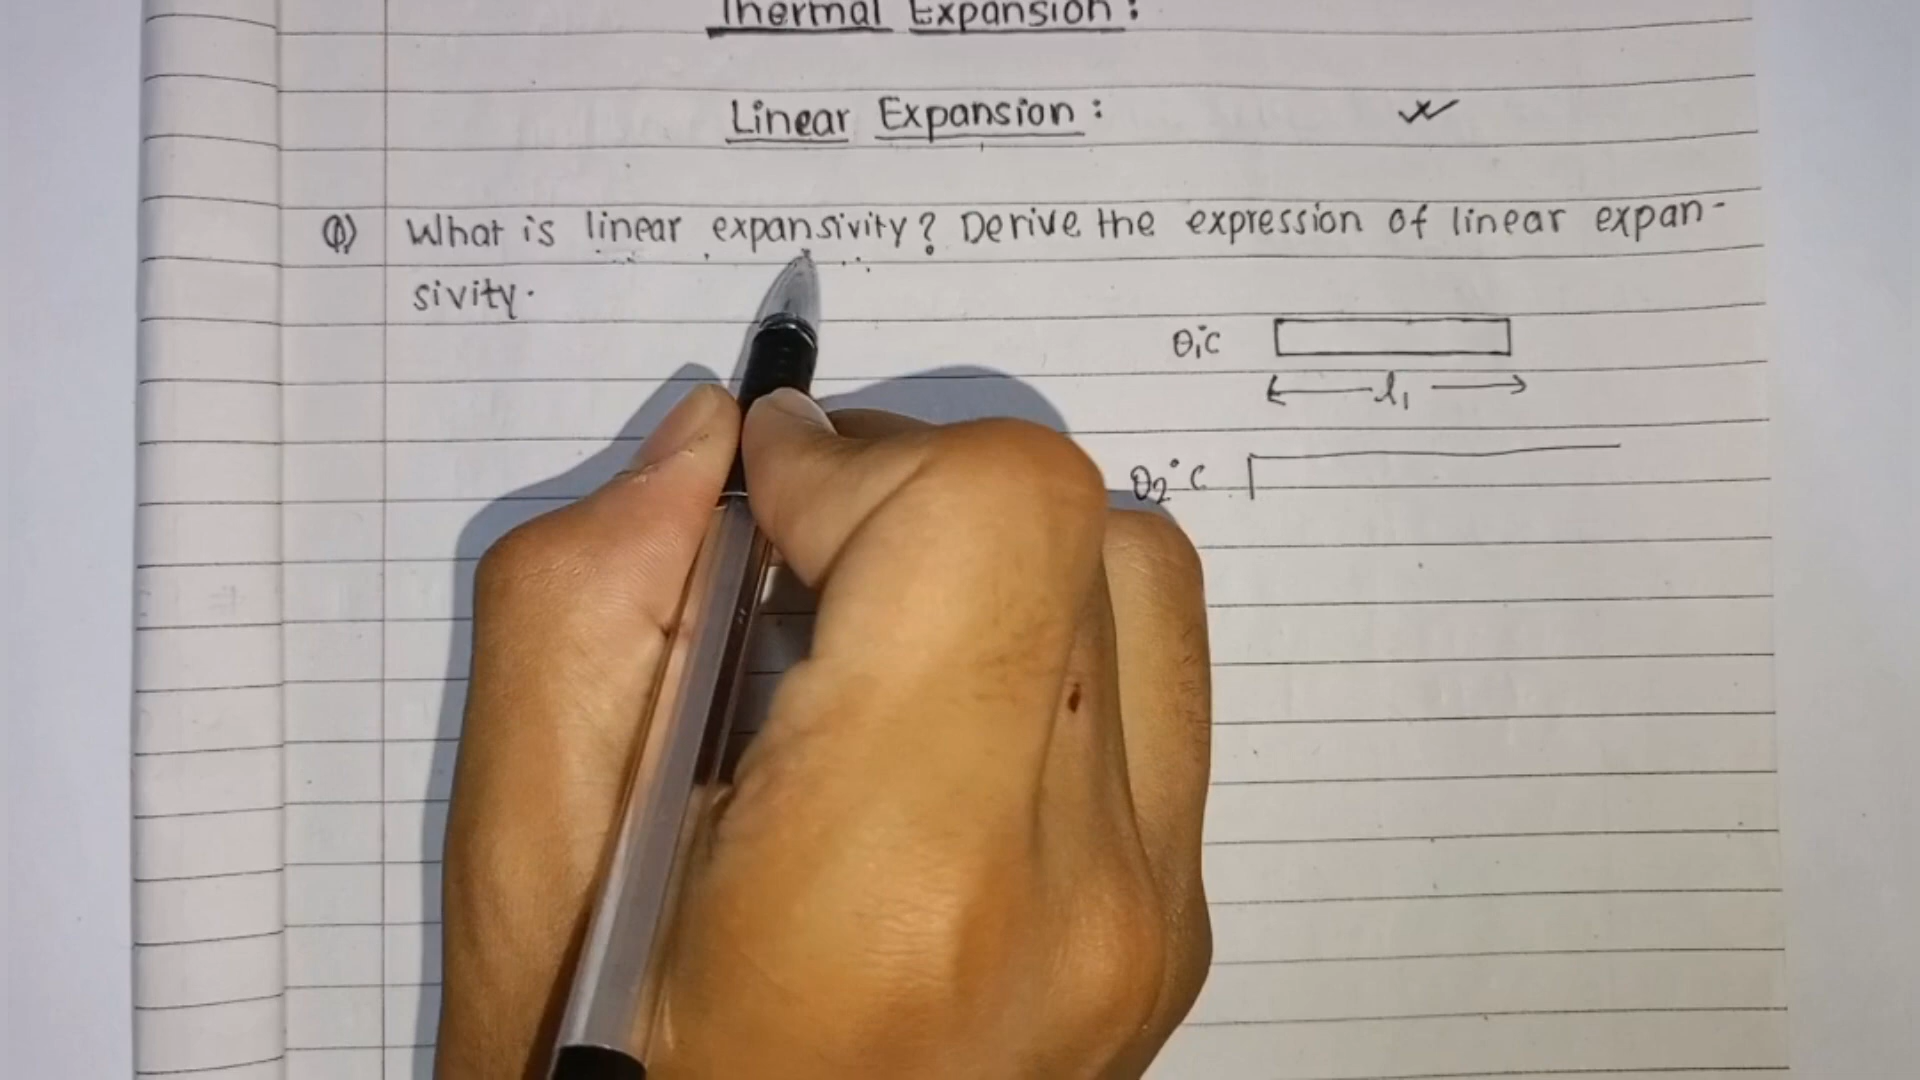 Thermal Expansion:
Linear Expansion:
Q) What is linear expansivity? Derive the expression of linear expan-
sivity.
θ₁°C
l₁
θ₂°C